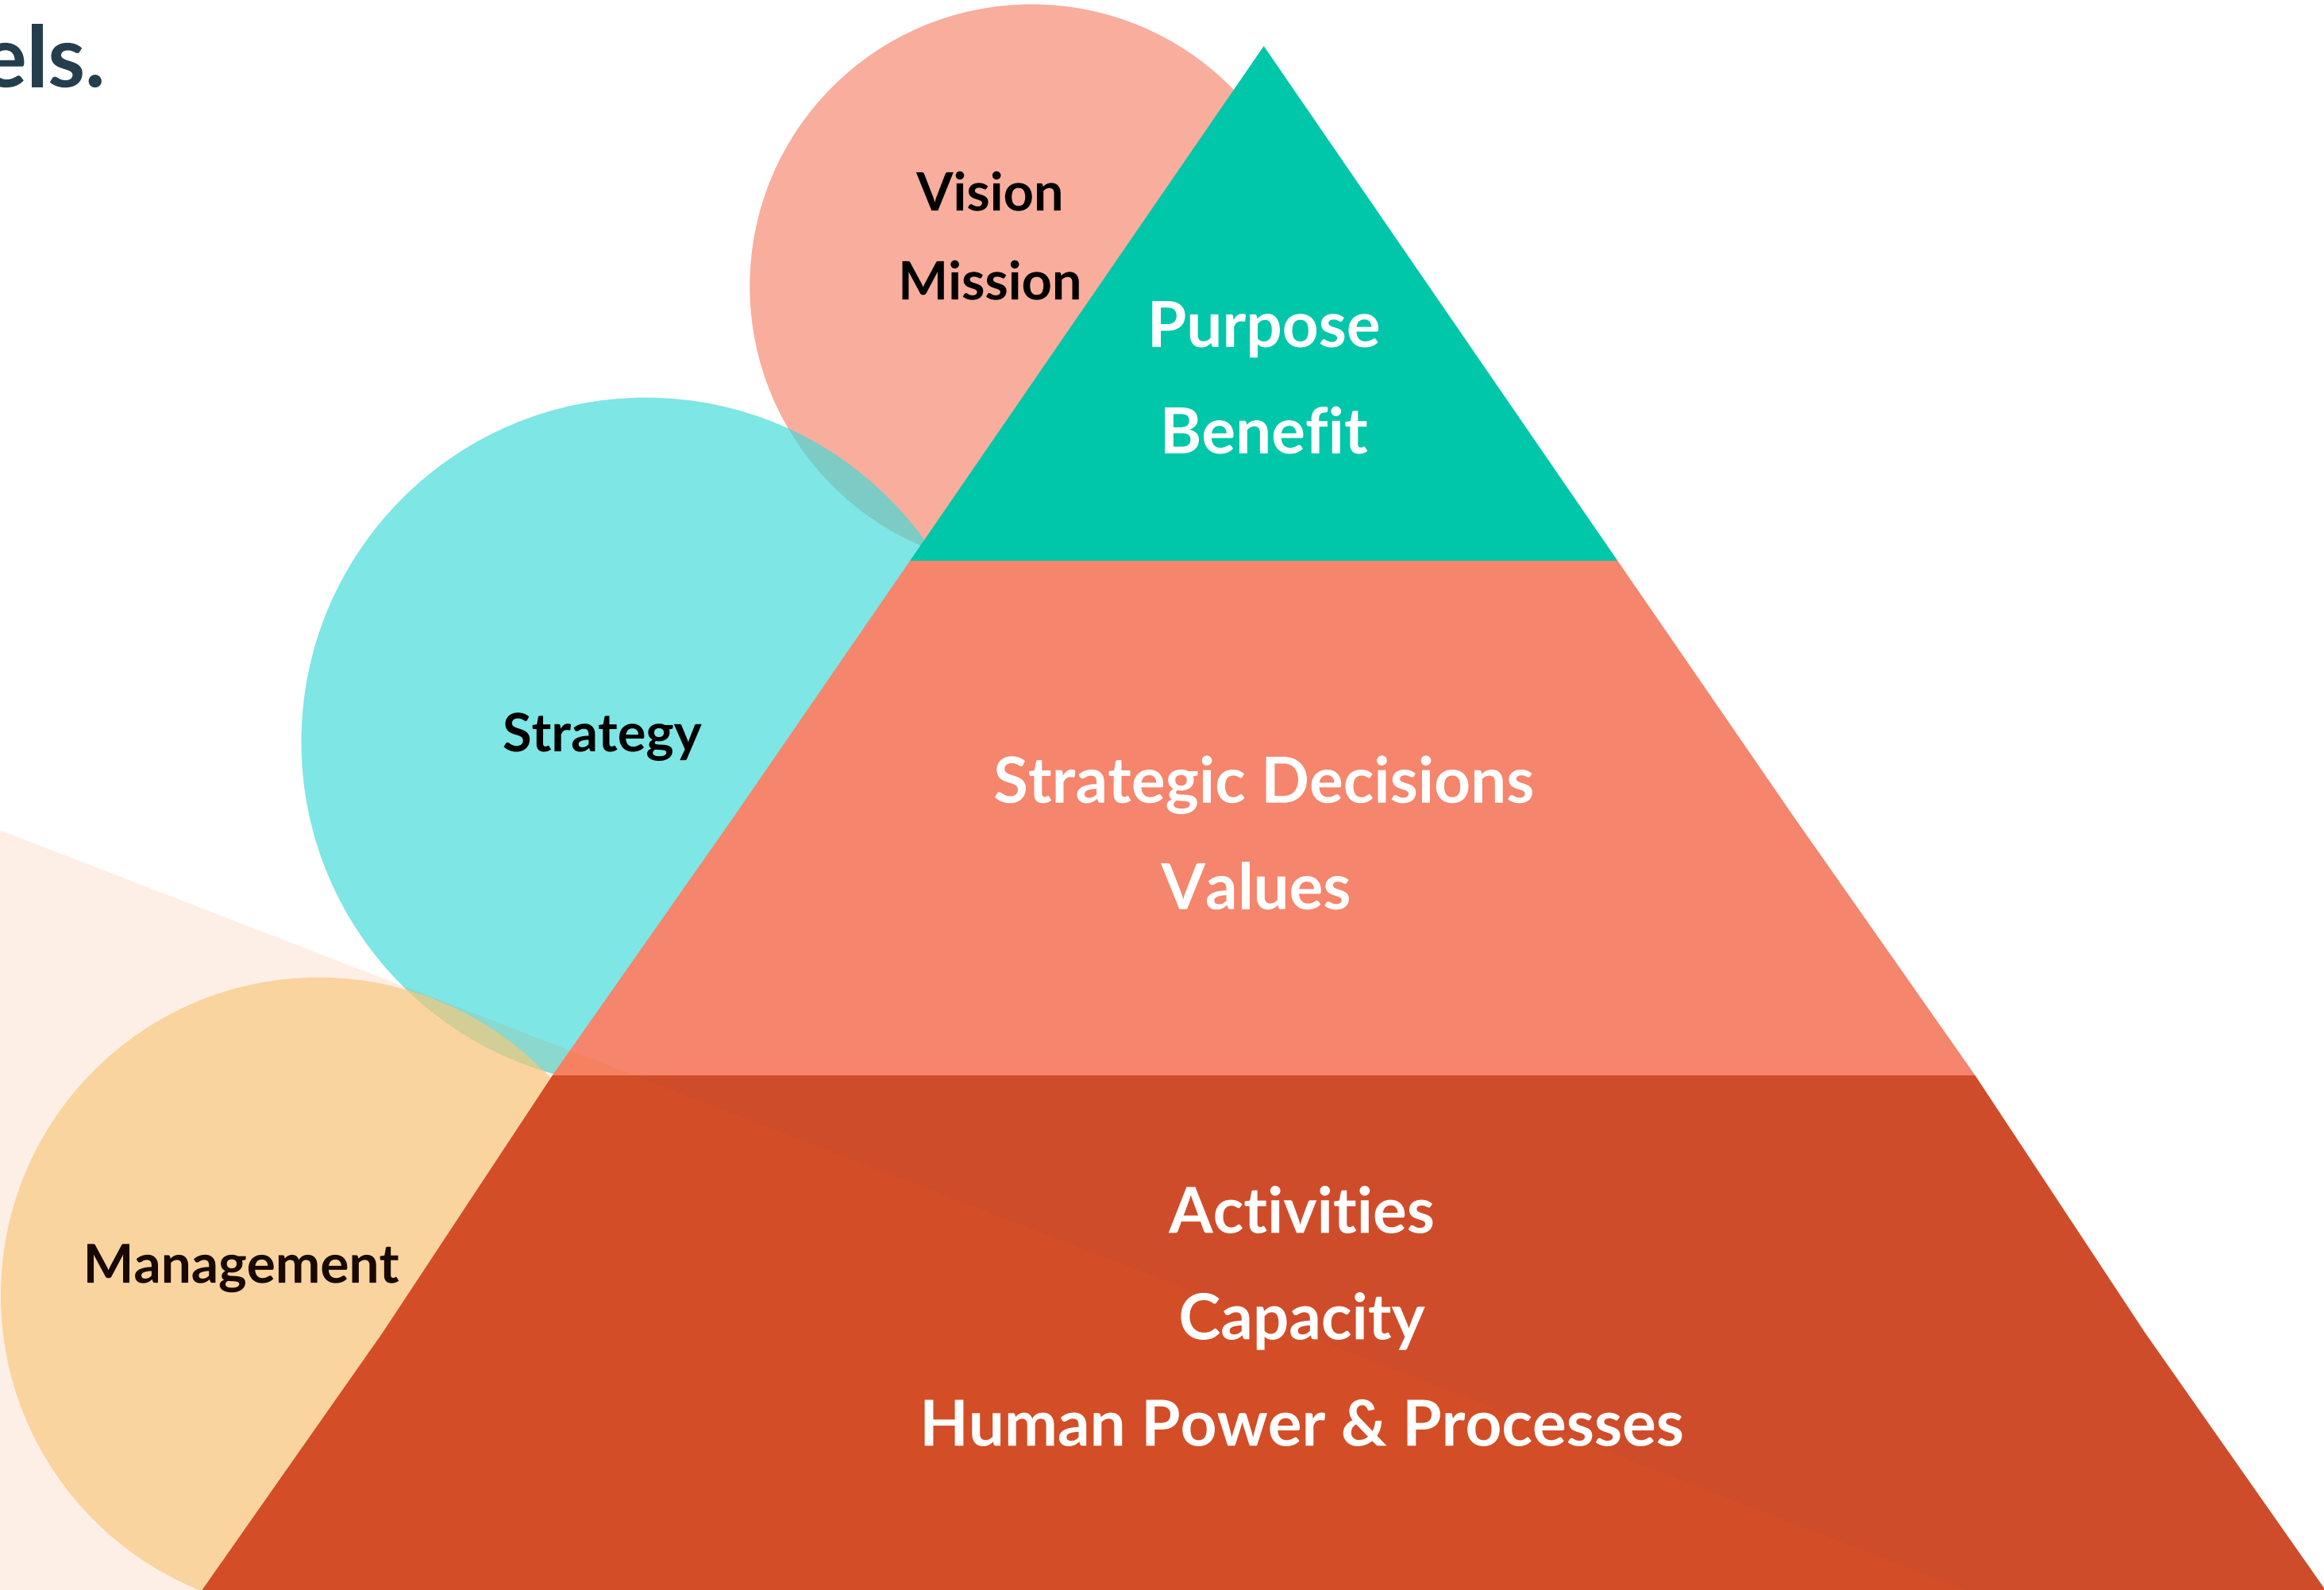 els.
Vision
Mission
Purpose
Benefit
Strategy
Strategic Decisions
Values
Management
Activities
Capacity
Human Power & Processes